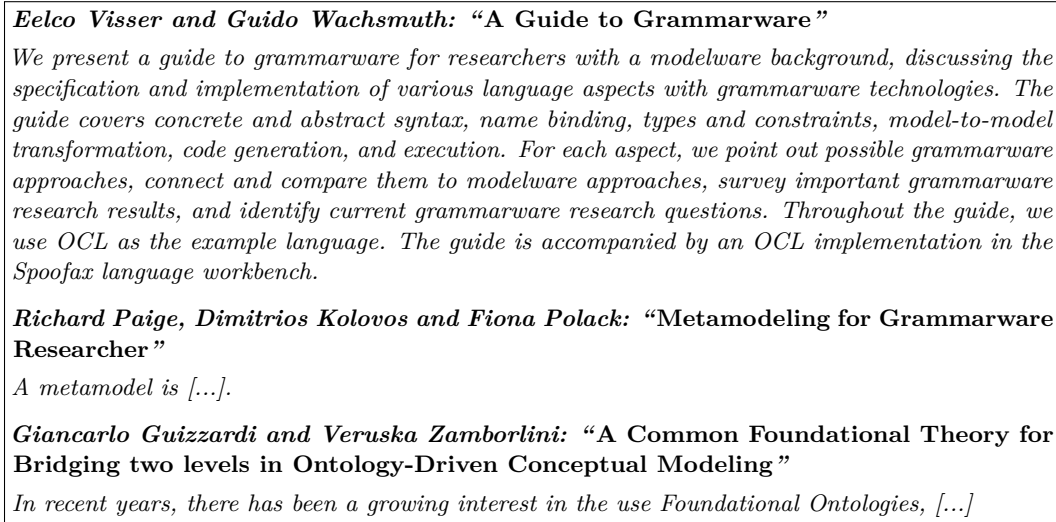 Eelco Visser and Guido Wachsmuth: “A Guide to Grammarware”
We present a guide to grammarware for researchers with a modelware background, discussing the
specification and implementation of various language aspects with grammarware technologies. The
guide covers concrete and abstract syntax, name binding, types and constraints, model-to-model
transformation, code generation, and execution. For each aspect, we point out possible grammarware
approaches, connect and compare them to modelware approaches, survey important grammarware
research results, and identify current grammarware research questions. Throughout the guide, we
use OCL as the example language. The guide is accompanied by an OCL implementation in the
Spoofax language workbench.
Richard Paige, Dimitrios Kolovos and Fiona Polack: “Metamodeling for Grammarware
Researcher”
A metamodel is [...].
Giancarlo Guizzardi and Veruska Zamborlini: “A Common Foundational Theory for
Bridging two levels in Ontology-Driven Conceptual Modeling”
In recent years, there has been a growing interest in the use Foundational Ontologies, [...]